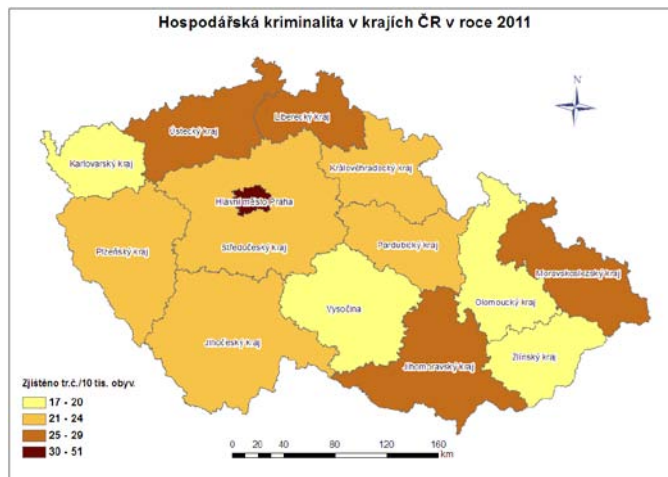 Hospodářská kriminalita v krajích ČR v roce 2011
N
Liberecký kraj
Ústecký kraj
Karlovarský kraj
Královéhradecký kraj
Hlavní město Praha
Středočeský kraj
Pardubický kraj
Plzeňský kraj
Moravskoslezský kraj
Olomoucký kraj
Vysočina
Jihočeský kraj
Zlínský kraj
Jihomoravský kraj
Zjištěno tr.č./10 tis. obyv.
17 - 20
21 - 24
25 - 29
30 - 51
0 20 40 80 120 160
km